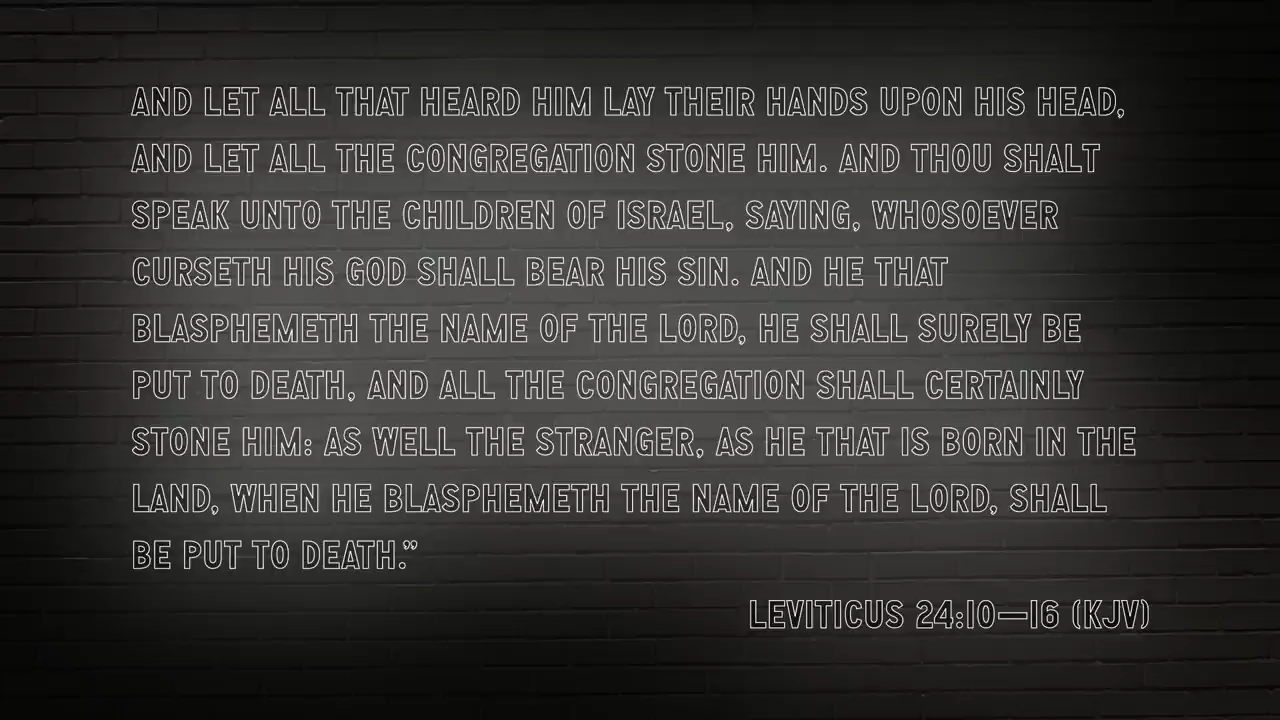 AND LET ALL THAT HEARD HIM LAY THEIR HANDS UPON HIS HEAD,
AND LET ALL THE CONGREGATION STONE HIM. AND THOU SHALT
SPEAK UNTO THE CHILDREN OF ISRAEL, SAYING, WHOSOEVER
CURSETH HIS GOD SHALL BEAR HIS SIN. AND HE THAT
BLASPHEMETH THE NAME OF THE LORD, HE SHALL SURELY BE
PUT TO DEATH, AND ALL THE CONGREGATION SHALL CERTAINLY
STONE HIM: AS WELL THE STRANGER, AS HE THAT IS BORN IN THE
LAND, WHEN HE BLASPHEMETH THE NAME OF THE LORD, SHALL
BE PUT TO DEATH.”
LEVITICUS 24:10—16 (KJV)